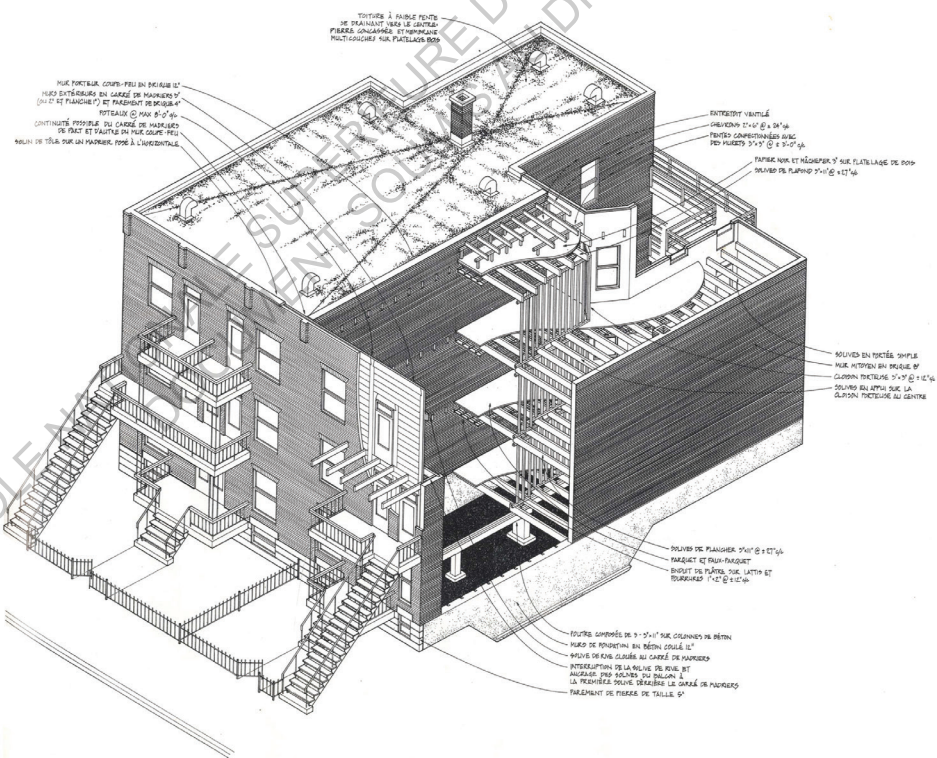 TOITURE À FAIBLE PENTE
SE DRAINANT VERS LE CENTRE-
PIERRE CONCASSÉE ET MEMBRANE
MULTICOUCHES SUR PLATELAGE BOIS
MUR PORTEUR COUPE-FEU EN BRIQUE 12"
MURS EXTÉRIEURS EN CARRÉ DE MADRIERS 3"
(OU 2" ET PLANCHE 1") ET PAREMENT DE BRIQUE 4"
POTEAUX @ MAX 8'-0" c/c
CONTINUITÉ POSSIBLE DU CARRÉ DE MADRIERS
DE PART ET D'AUTRE DU MUR COUPE-FEU
SOLIN DE TÔLE SUR UN MADRIER POSÉ À L'HORIZONTALE
ENTRETOIT VENTILÉ
CHEVRONS 2"x6" @ ± 24" c/c
PENTES CONFECTIONNÉES AVEC
DES MURETS 3"x3" @ ± 3'-0" c/c
PAPIER NOIR ET MÂCHEFER 3" SUR PLATELAGE DE BOIS
SOLIVES DE PLAFOND 3"x11" @ ±27" c/c
SOLIVES EN PORTÉE SIMPLE
MUR MITOYEN EN BRIQUE 8"
CLOISON PORTEUSE 3"x3" @ ±12" c/c
SOLIVES EN APPUI SUR LA
CLOISON PORTEUSE AU CENTRE
SOLIVES DE PLANCHER 3"x11" @ ±27" c/c
PARQUET ET FAUX-PARQUET
ENDUIT DE PLÂTRE SUR LATTIS ET
FOURRURES 1"x2" @ ±12" c/c
POUTRE COMPOSÉE DE 3-3"x11" SUR COLONNES DE BÉTON
MURS DE FONDATION EN BÉTON COULÉ 12"
SOLIVE DE RIVE CLOUÉE AU CARRÉ DE MADRIERS
INTERRUPTION DE LA SOLIVE DE RIVE ET
ANCRAGE DES SOLIVES DU BALCON À
LA PREMIÈRE SOLIVE DERRIÈRE LE CARRÉ DE MADRIERS
PAREMENT DE PIERRE DE TAILLE 5"